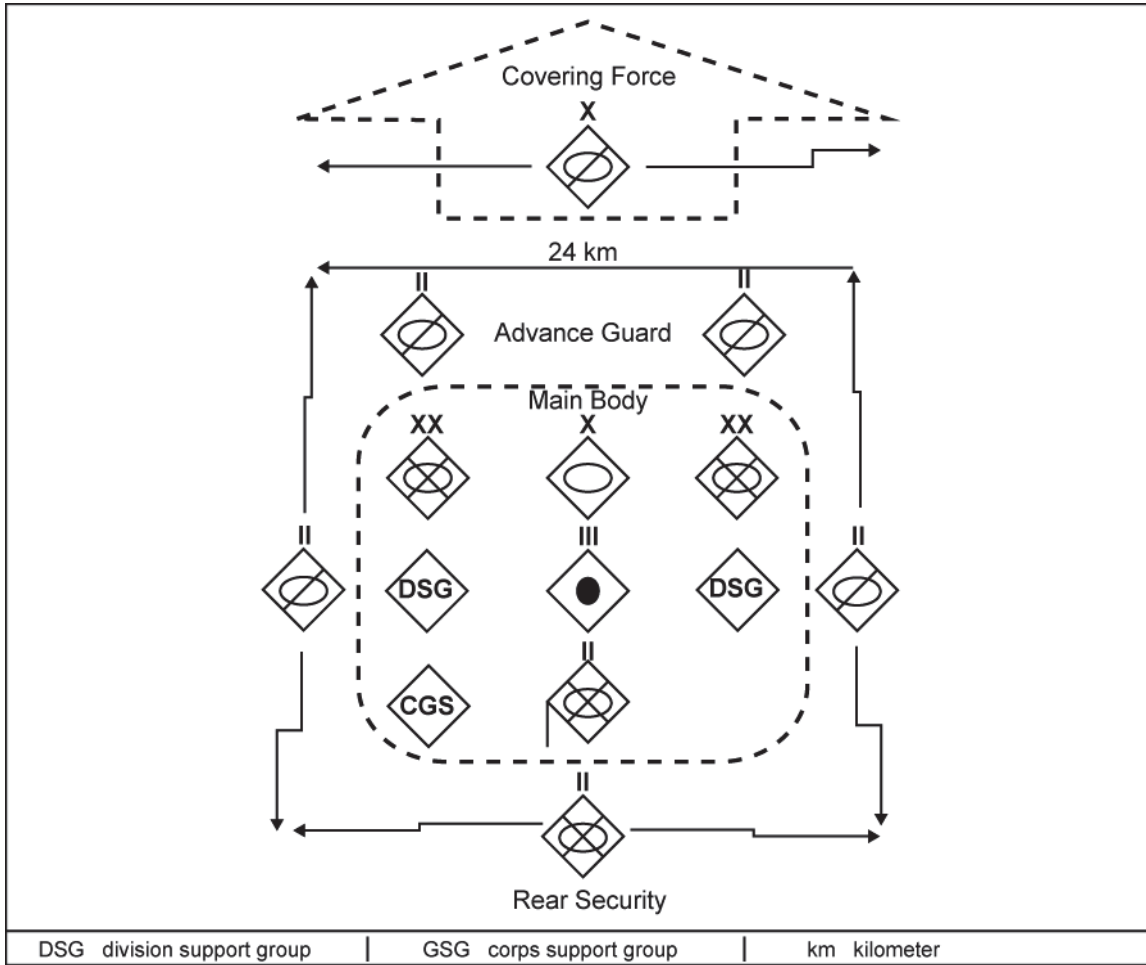 Covering Force
X
24 km
II II
Advance Guard
Main Body
XX X XX
II III II
DSG DSG
II
CGS
II
Rear Security
DSG division support group | GSG corps support group | km kilometer